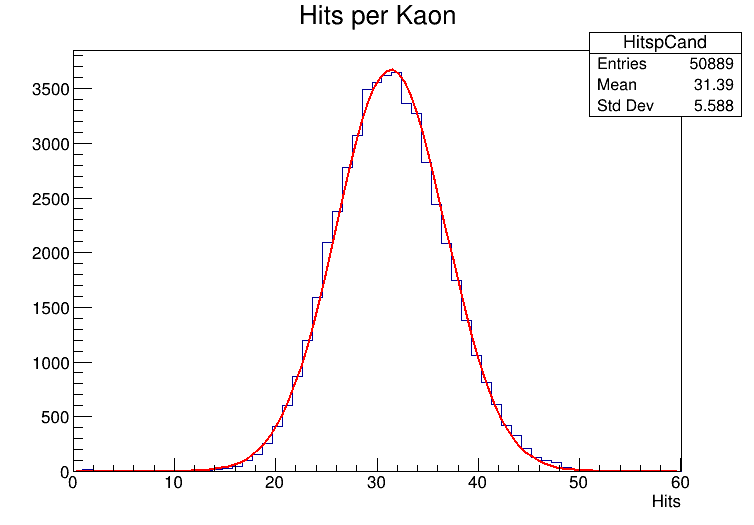 Hits per Kaon
HitspCand
Entries 50889
Mean 31.39
Std Dev 5.588
3500
3000
2500
2000
1500
1000
500
0
0 10 20 30 40 50 60
Hits